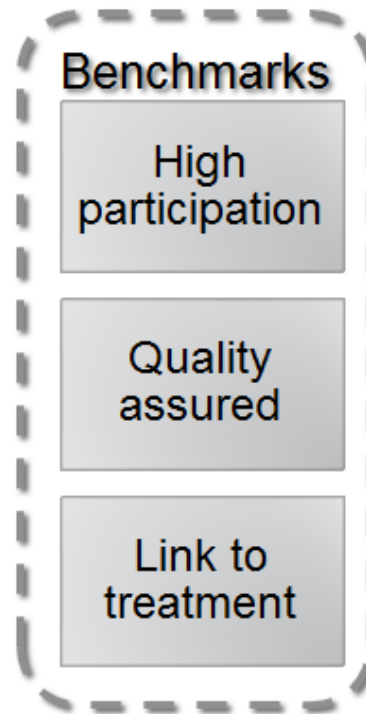 Benchmarks
High
participation
Quality
assured
Link to
treatment